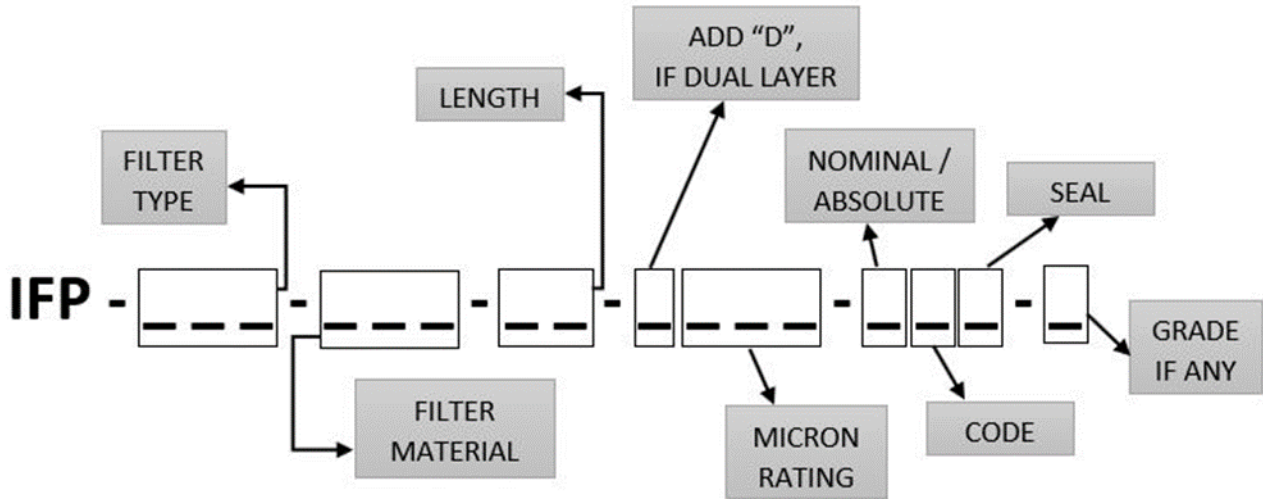 ADD “D”,
IF DUAL LAYER
LENGTH
FILTER
TYPE
NOMINAL /
ABSOLUTE
SEAL
IFP - _ _ _ - _ _ _ - _ _ - _ _ _ _ - _ _ _ - _
GRADE
IF ANY
FILTER
MATERIAL
MICRON
RATING
CODE